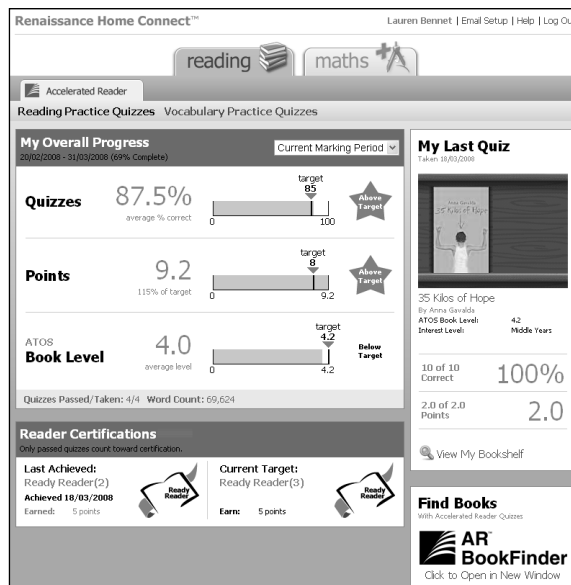 Renaissance Home Connect™
Lauren Bennet | Email Setup | Help | Log Ou
reading
maths
Accelerated Reader
Reading Practice Quizzes Vocabulary Practice Quizzes
My Overall Progress
20/02/2008 - 31/03/2008 (69% Complete)
Current Marking Period
Quizzes
87.5%
average % correct
target
85
0
100
Above
Target
Points
9.2
115% of target
target
8
0
9.2
Above
Target
ATOS
Book Level
4.0
average level
target
4.2
0
4.2
Below
Target
Quizzes Passed/Taken: 4/4 Word Count: 69,624
Reader Certifications
Only passed quizzes count toward certification.
Last Achieved:
Ready Reader(2)
Achieved 18/03/2008
Earned: 5 points
Ready
Reader
Current Target:
Ready Reader(3)
Earn: 5 points
Ready
Reader
My Last Quiz
Taken 18/03/2008
Anna Gavalda
35 Kilos of Hope
35 Kilos of Hope
By Anna Gavalda
ATOS Book Level: 4.2
Interest Level: Middle Years
10 of 10
Correct
100%
2.0 of 2.0
Points
2.0
View My Bookshelf
Find Books
With Accelerated Reader Quizzes
AR™
BookFinder
Click to Open in New Window